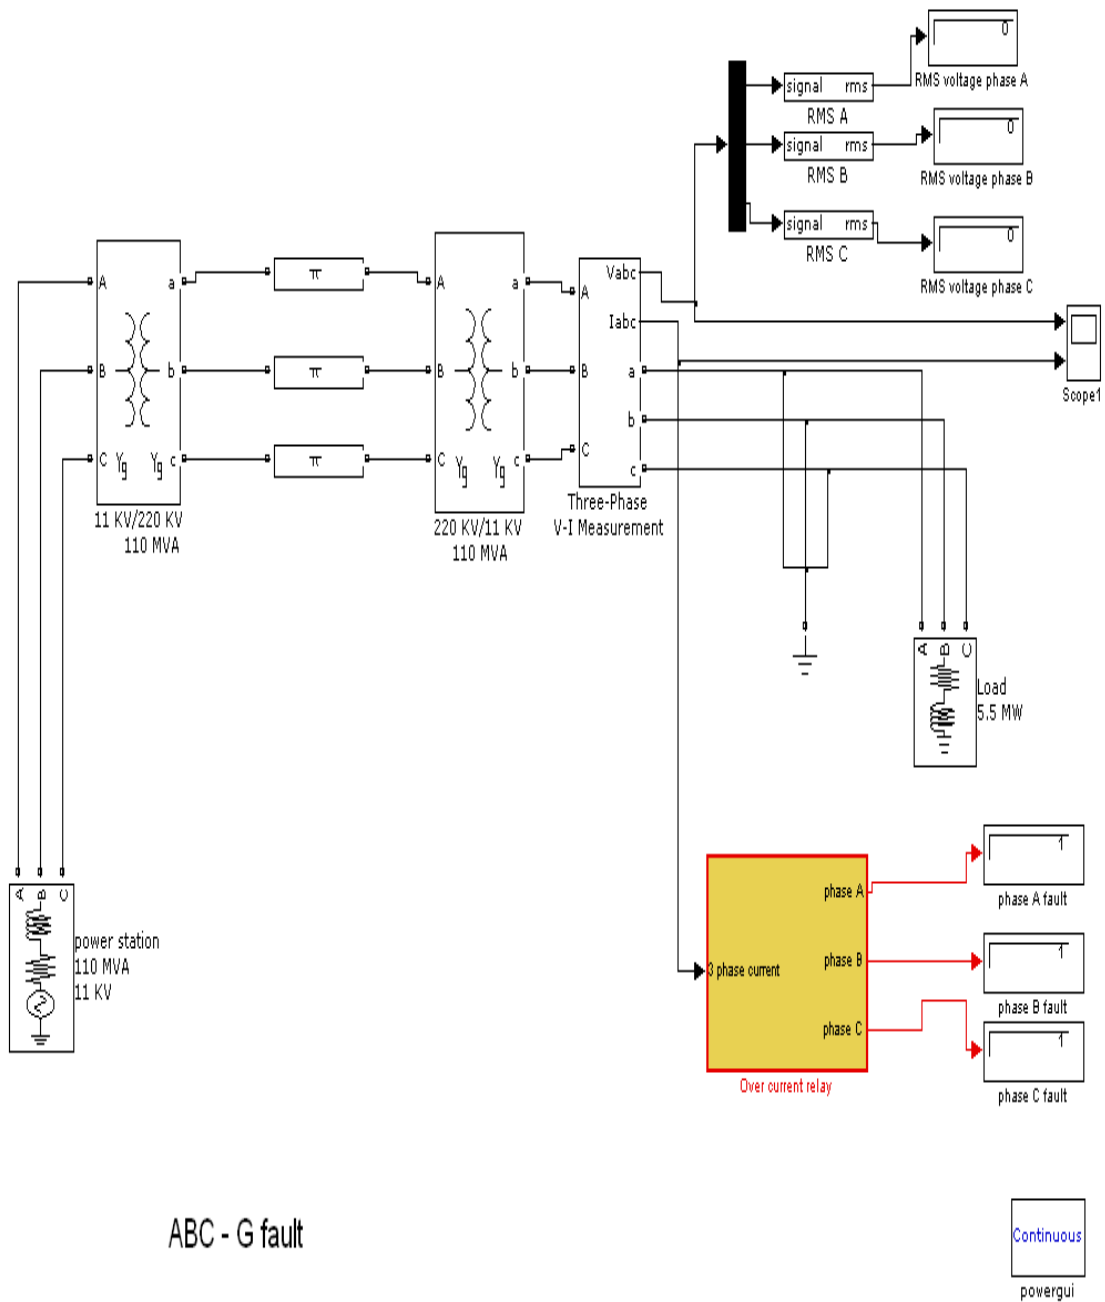 0
RMS voltage phase A
signal rms
RMS A
0
RMS voltage phase B
signal rms
RMS B
signal rms
RMS C
0
RMS voltage phase C
A a
B b
C Yg Yg c
11 KV/220 KV
110 MVA
π
π
π
A a
B b
C Yg Yg c
220 KV/11 KV
110 MVA
Vabc
A
Iabc
B a
b
C
c
Three-Phase
V-I Measurement
Scope1
A B C
Load
5.5 MW
A B C
power station
110 MVA
11 KV
3 phase current
phase A
phase B
phase C
Over current relay
1
phase A fault
1
phase B fault
1
phase C fault
ABC - G fault
Continuous
powergui